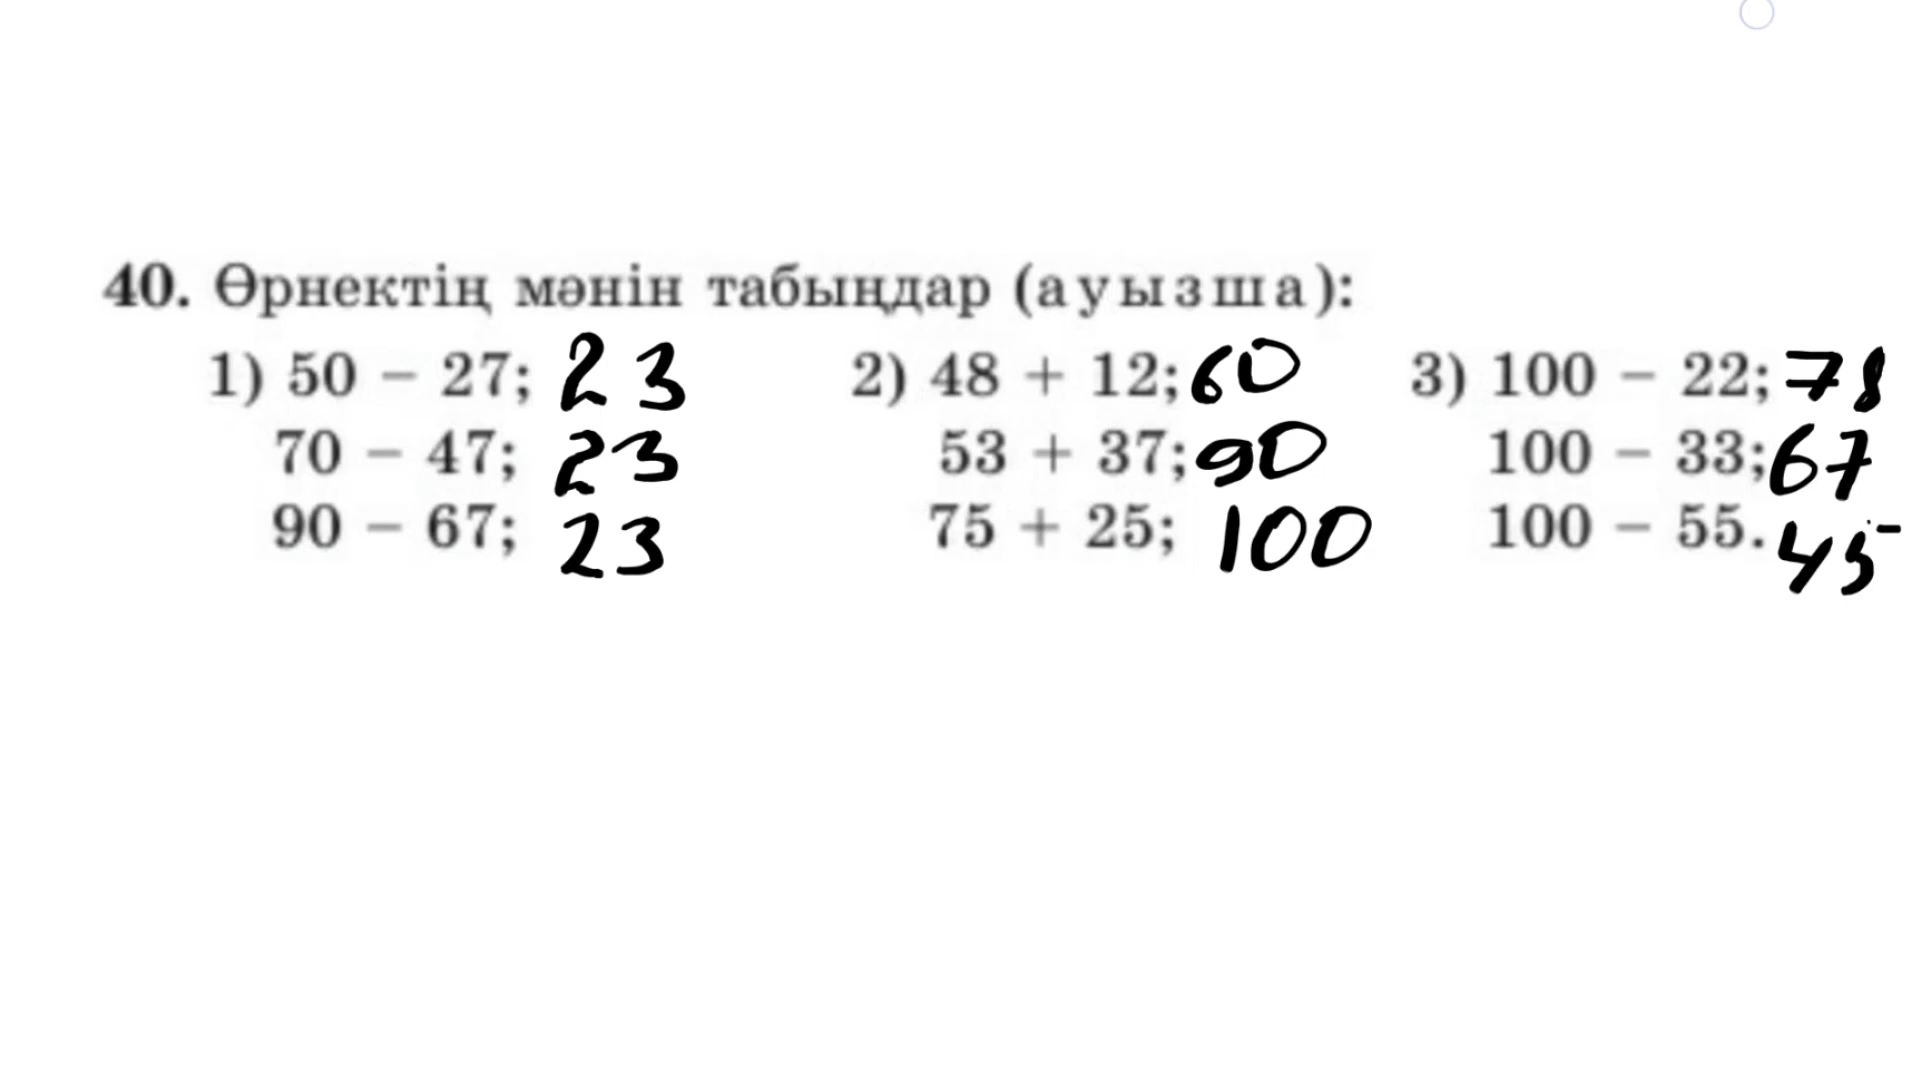 40. Өрнектің мәнін табыңдар (ауызша):
1) 50 − 27; 23 2) 48 + 12; 60 3) 100 − 22; 78
70 − 47; 23 53 + 37; 90 100 − 33; 67
90 − 67; 23 75 + 25; 100 100 − 55. 45